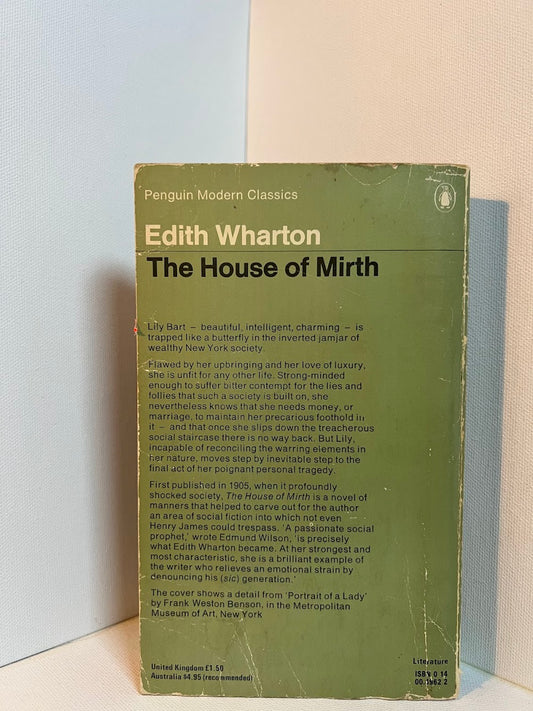 Penguin Modern Classics
Edith Wharton
The House of Mirth
Lily Bart – beautiful, intelligent, charming – is
trapped like a butterfly in the inverted jamjar of
wealthy New York society.
Flawed by her upbringing and her love of luxury,
she is unfit for any other life. Strong-minded
enough to suffer bitter contempt for the lies and
follies that such a society is built on, she
nevertheless knows that she needs money, or
marriage, to maintain her precarious foothold in
it – and that once she slips down the treacherous
social staircase there is no way back. But Lily,
incapable of reconciling the warring elements in
her nature, moves step by inevitable step to the
final act of her poignant personal tragedy.
First published in 1905, when it profoundly
shocked society, The House of Mirth is a novel of
manners that helped to carve out for the author
an area of social fiction into which not even
Henry James could trespass. 'A passionate social
prophet,' wrote Edmund Wilson, 'is precisely
what Edith Wharton became. At her strongest and
most characteristic, she is a brilliant example of
the writer who relieves an emotional strain by
denouncing his (sic) generation.'
The cover shows a detail from 'Portrait of a Lady'
by Frank Weston Benson, in the Metropolitan
Museum of Art, New York
United Kingdom £1.50
Australia $4.95 (recommended)
Literature
ISBN 0 14
00.1962 2